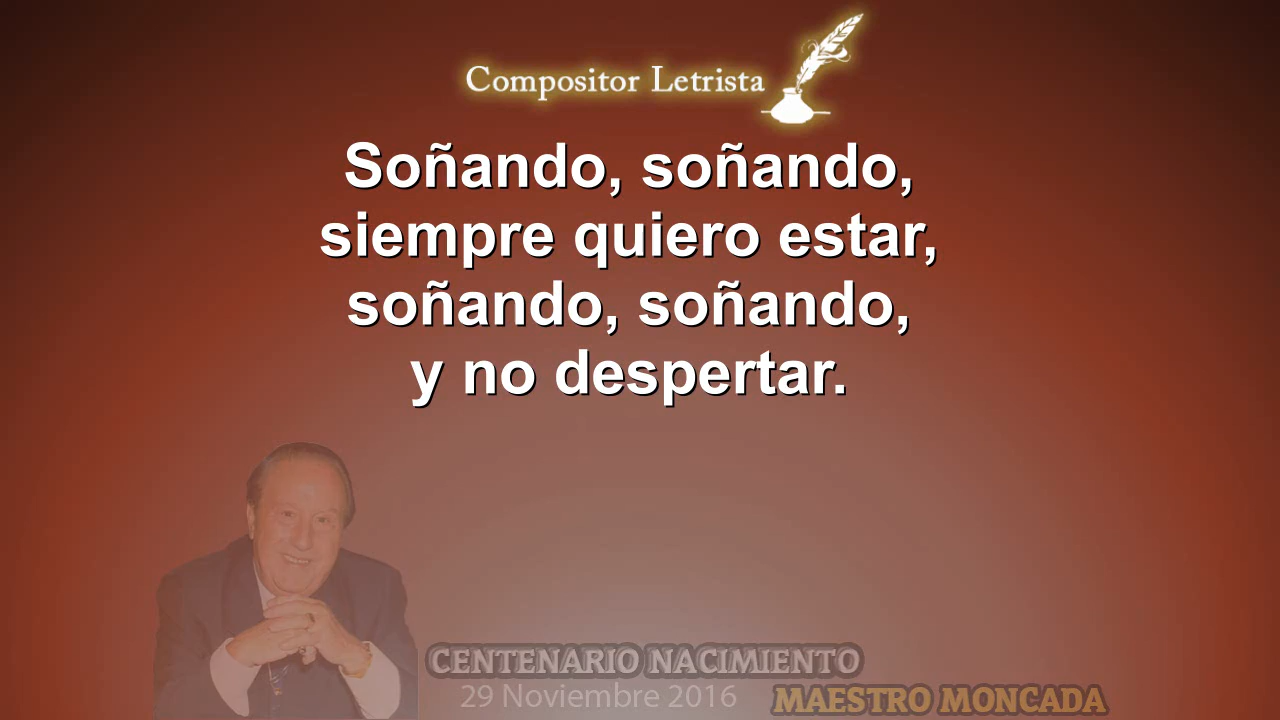 Compositor Letrista
Soñando, soñando,
siempre quiero estar,
soñando, soñando,
y no despertar.
CENTENARIO NACIMIENTO
29 Noviembre 2016
MAESTRO MONCADA